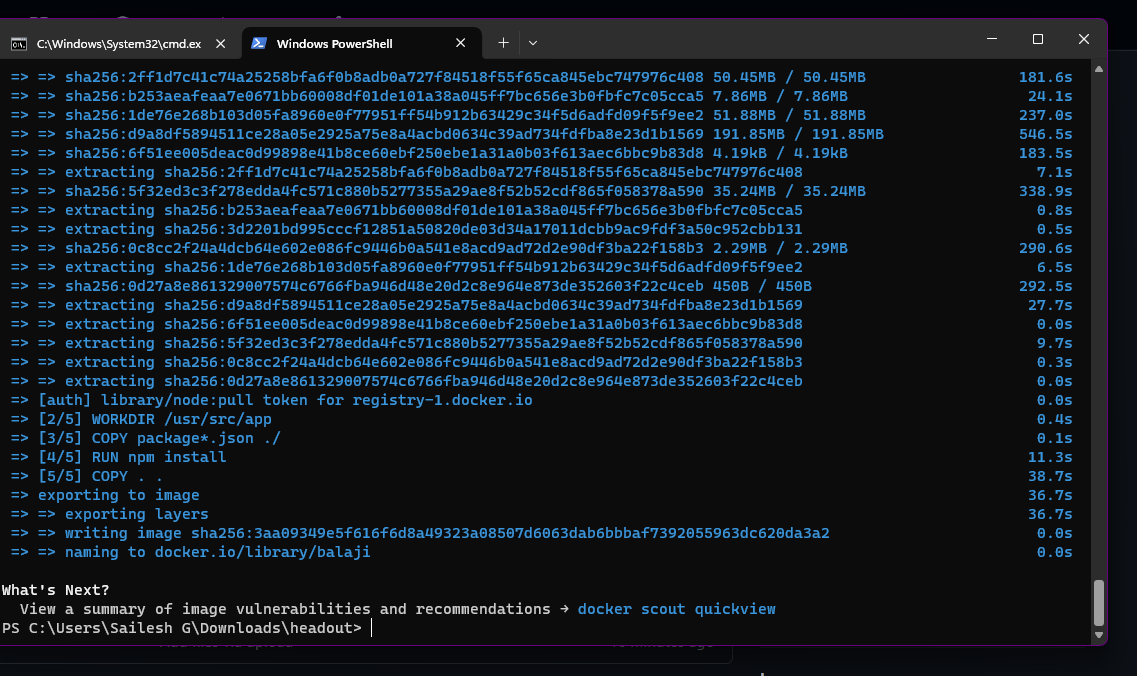 C:\Windows\System32\cmd.ex
Windows PowerShell
=> => sha256:2ff1d7c41c74a25258bfa6f0b8adb0a727f84518f55f65ca845ebc747976c408 50.45MB / 50.45MB 181.6s
=> => sha256:b253aeafeaa7e0671bb60008df01de101a38a045ff7bc656e3b0fbfc7c05cca5 7.86MB / 7.86MB 24.1s
=> => sha256:1de76e268b103d05fa8960e0f77951ff54b912b63429c34f5d6adfd09f5f9ee2 51.88MB / 51.88MB 237.0s
=> => sha256:d9a8df5894511ce28a05e2925a75e8a4acbd0634c39ad734fdfba8e23d1b1569 191.85MB / 191.85MB 546.5s
=> => sha256:6f51ee005deac0d99898e41b8ce60ebf250ebe1a31a0b03f613aec6bbc9b83d8 4.19kB / 4.19kB 183.5s
=> => extracting sha256:2ff1d7c41c74a25258bfa6f0b8adb0a727f84518f55f65ca845ebc747976c408 7.1s
=> => sha256:5f32ed3c3f278edda4fc571c880b5277355a29ae8f52b52cdf865f058378a590 35.24MB / 35.24MB 338.9s
=> => extracting sha256:b253aeafeaa7e0671bb60008df01de101a38a045ff7bc656e3b0fbfc7c05cca5 0.8s
=> => extracting sha256:3d2201bd995cccf12851a50820de03d34a17011dcbb9ac9fdf3a50c952cbb131 0.5s
=> => sha256:0c8cc2f24a4dcb64e602e086fc9446b0a541e8acd9ad72d2e90df3ba22f158b3 2.29MB / 2.29MB 290.6s
=> => extracting sha256:1de76e268b103d05fa8960e0f77951ff54b912b63429c34f5d6adfd09f5f9ee2 6.5s
=> => sha256:0d27a8e861329007574c6766fba946d48e20d2c8e964e873de352603f22c4ceb 450B / 450B 292.5s
=> => extracting sha256:d9a8df5894511ce28a05e2925a75e8a4acbd0634c39ad734fdfba8e23d1b1569 27.7s
=> => extracting sha256:6f51ee005deac0d99898e41b8ce60ebf250ebe1a31a0b03f613aec6bbc9b83d8 0.0s
=> => extracting sha256:5f32ed3c3f278edda4fc571c880b5277355a29ae8f52b52cdf865f058378a590 9.7s
=> => extracting sha256:0c8cc2f24a4dcb64e602e086fc9446b0a541e8acd9ad72d2e90df3ba22f158b3 0.3s
=> => extracting sha256:0d27a8e861329007574c6766fba946d48e20d2c8e964e873de352603f22c4ceb 0.0s
=> [auth] library/node:pull token for registry-1.docker.io 0.0s
=> [2/5] WORKDIR /usr/src/app 0.4s
=> [3/5] COPY package*.json ./ 0.1s
=> [4/5] RUN npm install 11.3s
=> [5/5] COPY . . 38.7s
=> exporting to image 36.7s
=> => exporting layers 36.7s
=> => writing image sha256:3aa09349e5f616f6d8a49323a08507d6063dab6bbbaf7392055963dc620da3a2 0.0s
=> => naming to docker.io/library/balaji 0.0s
What's Next?
View a summary of image vulnerabilities and recommendations → docker scout quickview
PS C:\Users\Sailesh G\Downloads\headout>